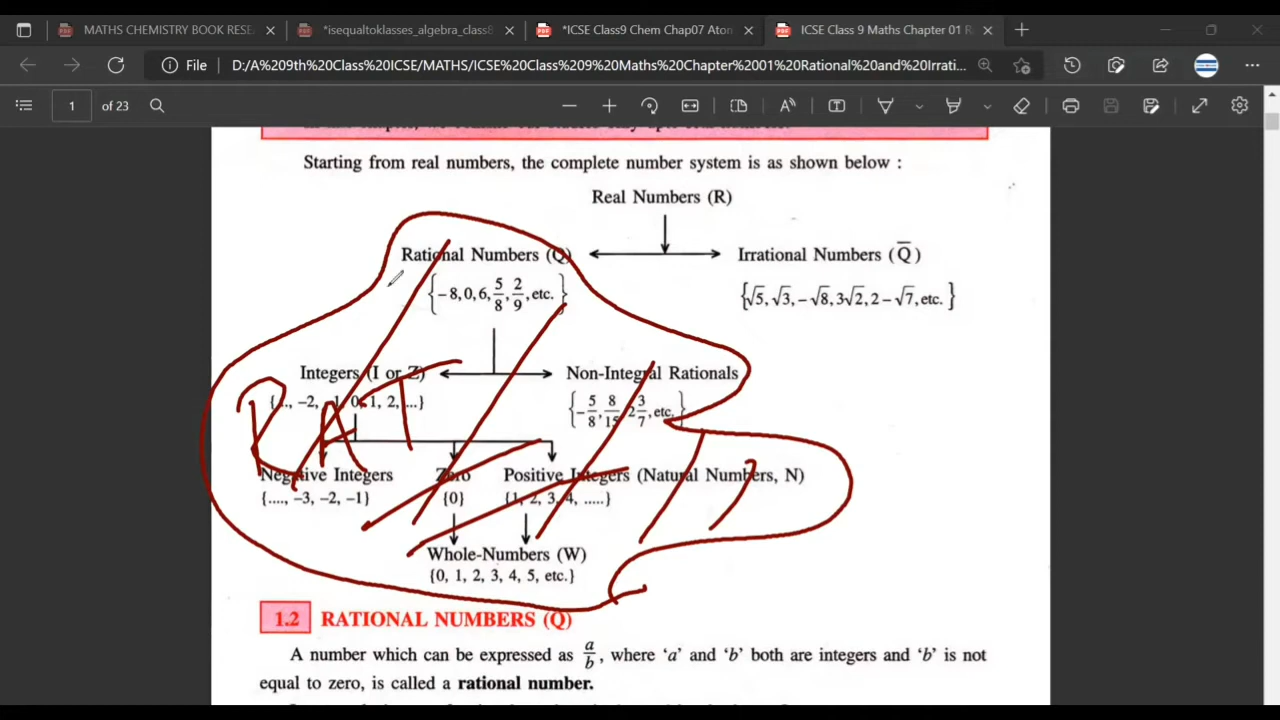 MATHS CHEMISTRY BOOK RESE
*isequaltoklasses_algebra_class8
*ICSE Class9 Chem Chap07 Aton
ICSE Class 9 Maths Chapter 01 R
File D:/A%209th%20Class%20ICSE/MATHS/ICSE%20Class%209%20Maths%20Chapter%2001%20Rational%20and%20Irrati...
1 of 23
Starting from real numbers, the complete number system is as shown below :
Real Numbers (R)
Rational Numbers (Q) Irrational Numbers (Q̅)
{−8, 0, 6, 5/8, 2/9, etc.} {√5, √3, −√8, 3√2, 2−√7, etc.}
Integers (I or Z) Non-Integral Rationals
{..., −2, −1, 0, 1, 2, ...} {−5/8, 8/15, 2 3/7, etc.}
RAT
Negative Integers Zero Positive Integers (Natural Numbers, N)
{...., −3, −2, −1} {0} {1, 2, 3, 4, .....}
Whole-Numbers (W)
{0, 1, 2, 3, 4, 5, etc.}
1.2 RATIONAL NUMBERS (Q)
A number which can be expressed as a/b, where ‘a’ and ‘b’ both are integers and ‘b’ is not
equal to zero, is called a rational number.